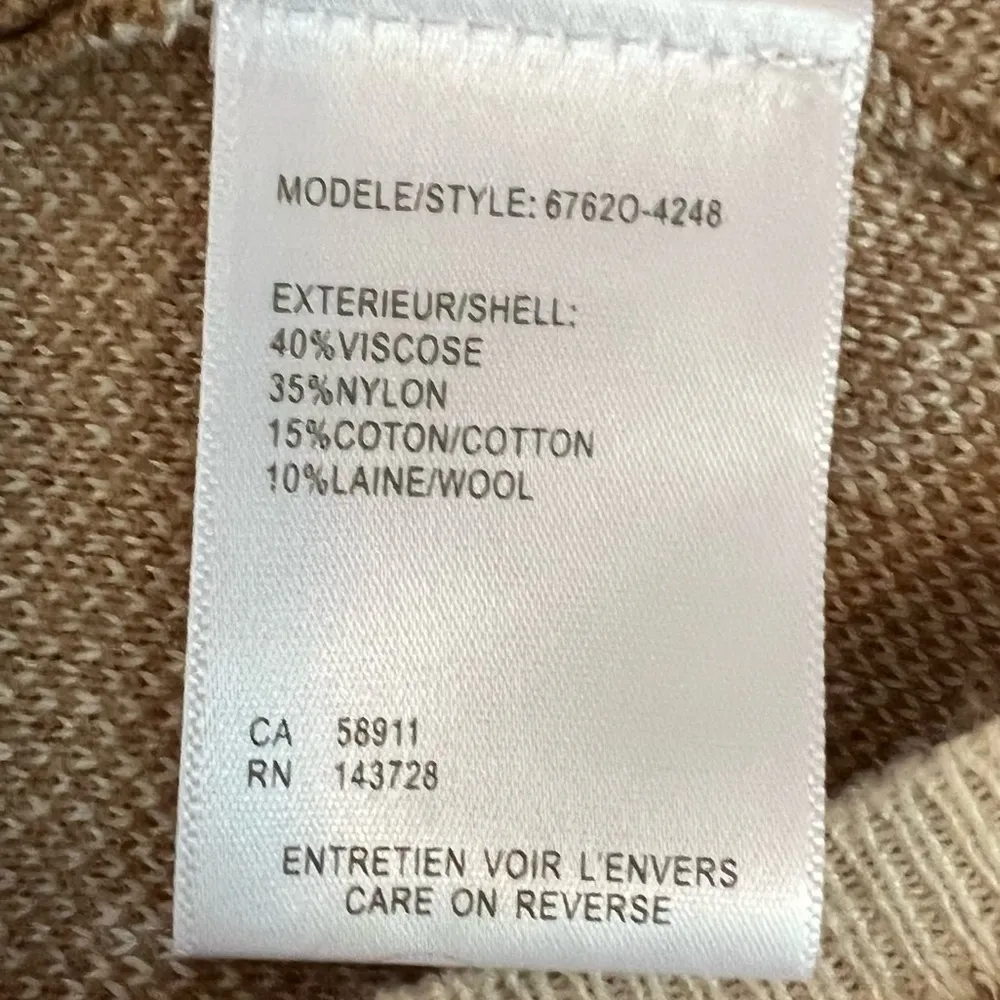 MODELE/STYLE: 6762O-4248
EXTERIEUR/SHELL:
40%VISCOSE
35%NYLON
15%COTON/COTTON
10%LAINE/WOOL
CA 58911
RN 143728
ENTRETIEN VOIR L'ENVERS
CARE ON REVERSE